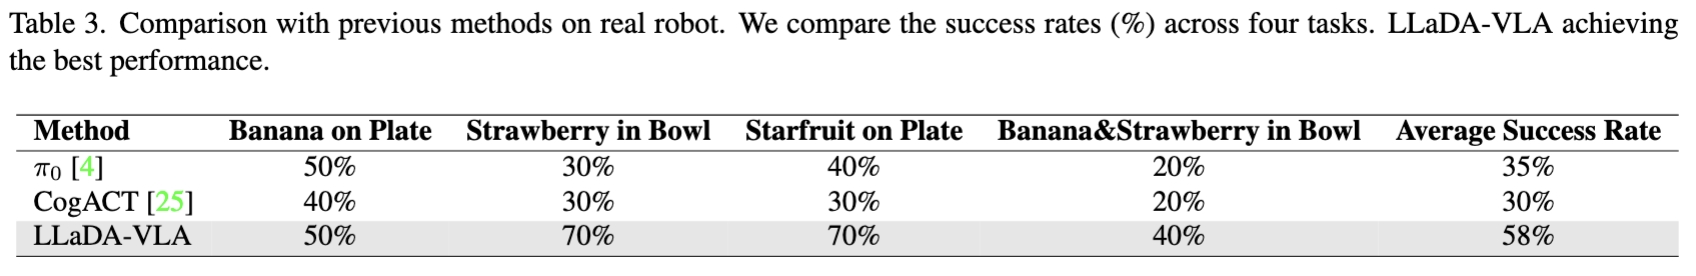 Table 3. Comparison with previous methods on real robot. We compare the success rates (%) across four tasks. LLaDA-VLA achieving
the best performance.
Method Banana on Plate Strawberry in Bowl Starfruit on Plate Banana&Strawberry in Bowl Average Success Rate
π0 [4] 50% 30% 40% 20% 35%
CogACT [25] 40% 30% 30% 20% 30%
LLaDA-VLA 50% 70% 70% 40% 58%